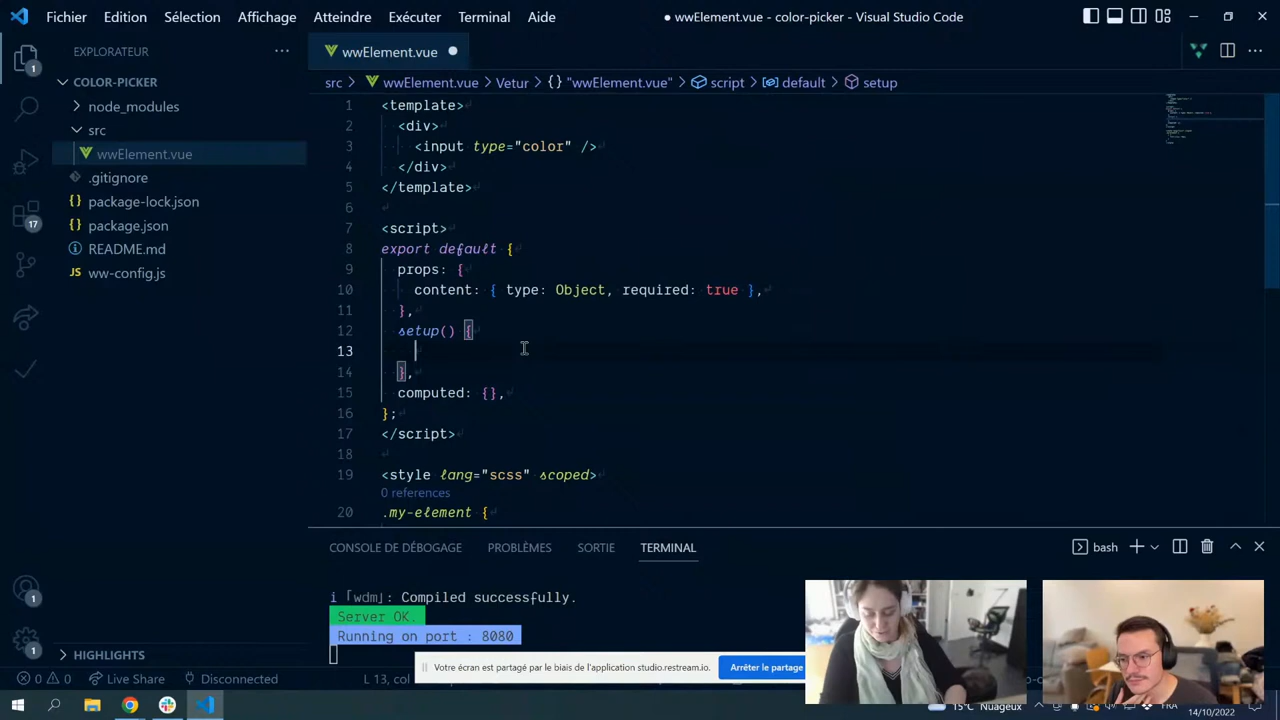 Fichier Edition Sélection Affichage Atteindre Exécuter Terminal Aide
● wwElement.vue - color-picker - Visual Studio Code
EXPLORATEUR ···
COLOR-PICKER
node_modules
src
wwElement.vue
.gitignore
{} package-lock.json
{} package.json
README.md
JS ww-config.js
HIGHLIGHTS
1
17
1
1
wwElement.vue
src > wwElement.vue > Vetur > {} "wwElement.vue" > script > default > setup
1 <template>
2 <div>
3 <input type="color" />
4 </div>
5 </template>
6
7 <script>
8 export default {
9 props: {
10 content: { type: Object, required: true },
11 },
12 setup() {
13
14 },
15 computed: {},
16 };
17 </script>
18
19 <style lang="scss" scoped>
0 references
20 .my-element {
CONSOLE DE DÉBOGAGE PROBLÈMES SORTIE TERMINAL
bash
i ｢wdm｣: Compiled successfully.
Server OK.
Running on port : 8080
Votre écran est partagé par le biais de l'application studio.restream.io.
Arrêter le partage
0 0 Live Share Disconnected
L 13, col
15°C Nuageux
14/10/2022